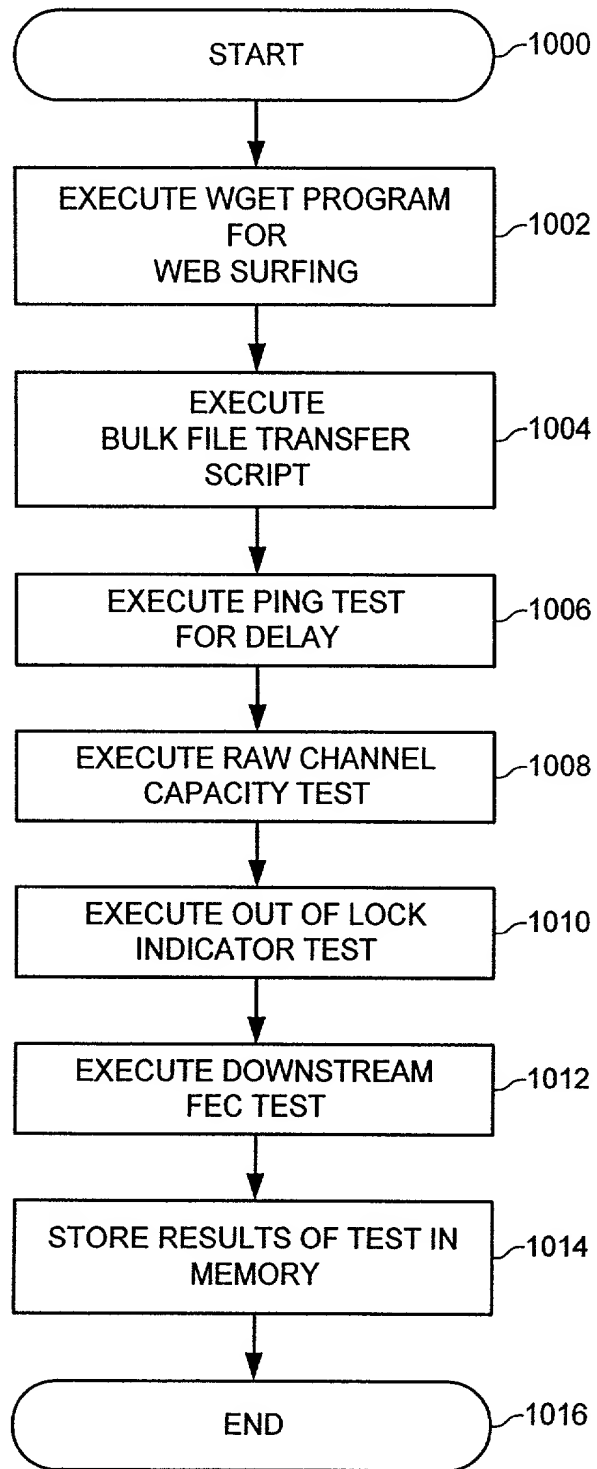 START
1000
EXECUTE WGET PROGRAM
FOR
WEB SURFING
1002
EXECUTE
BULK FILE TRANSFER
SCRIPT
1004
EXECUTE PING TEST
FOR DELAY
1006
EXECUTE RAW CHANNEL
CAPACITY TEST
1008
EXECUTE OUT OF LOCK
INDICATOR TEST
1010
EXECUTE DOWNSTREAM
FEC TEST
1012
STORE RESULTS OF TEST IN
MEMORY
1014
END
1016